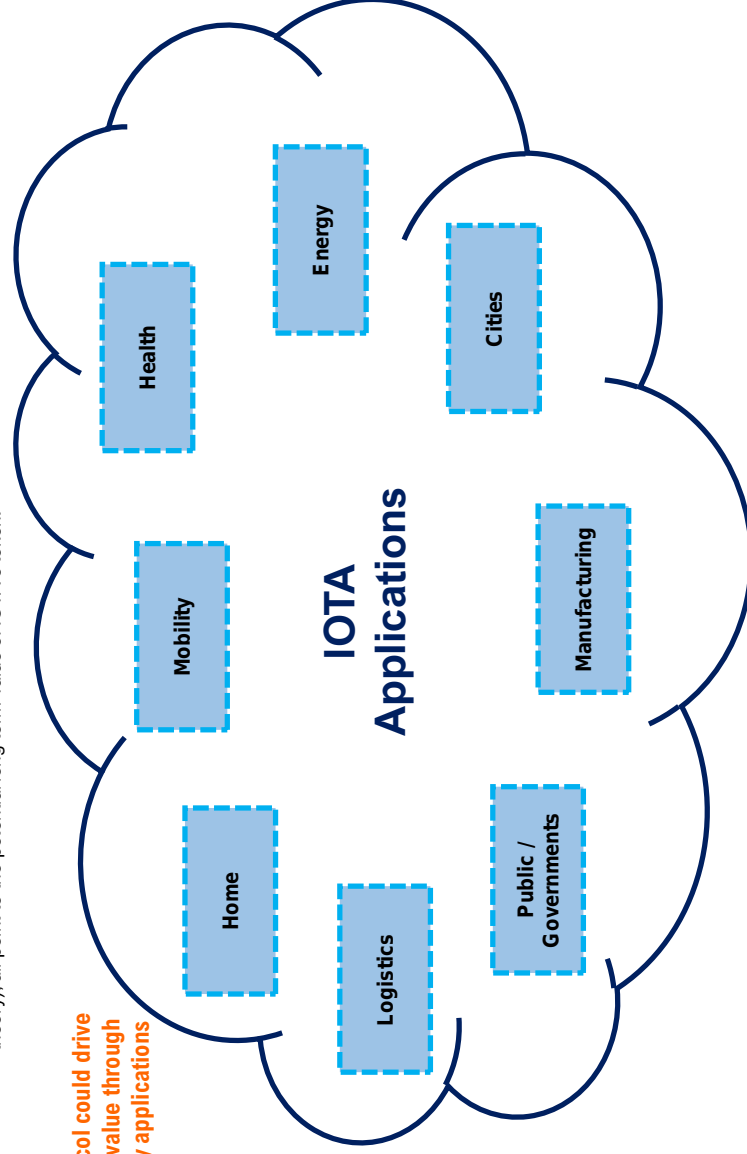 col could drive
value through
y applications
Health
Mobility
Home
Energy
IOTA
Applications
Logistics
Cities
Public /
Governments
Manufacturing